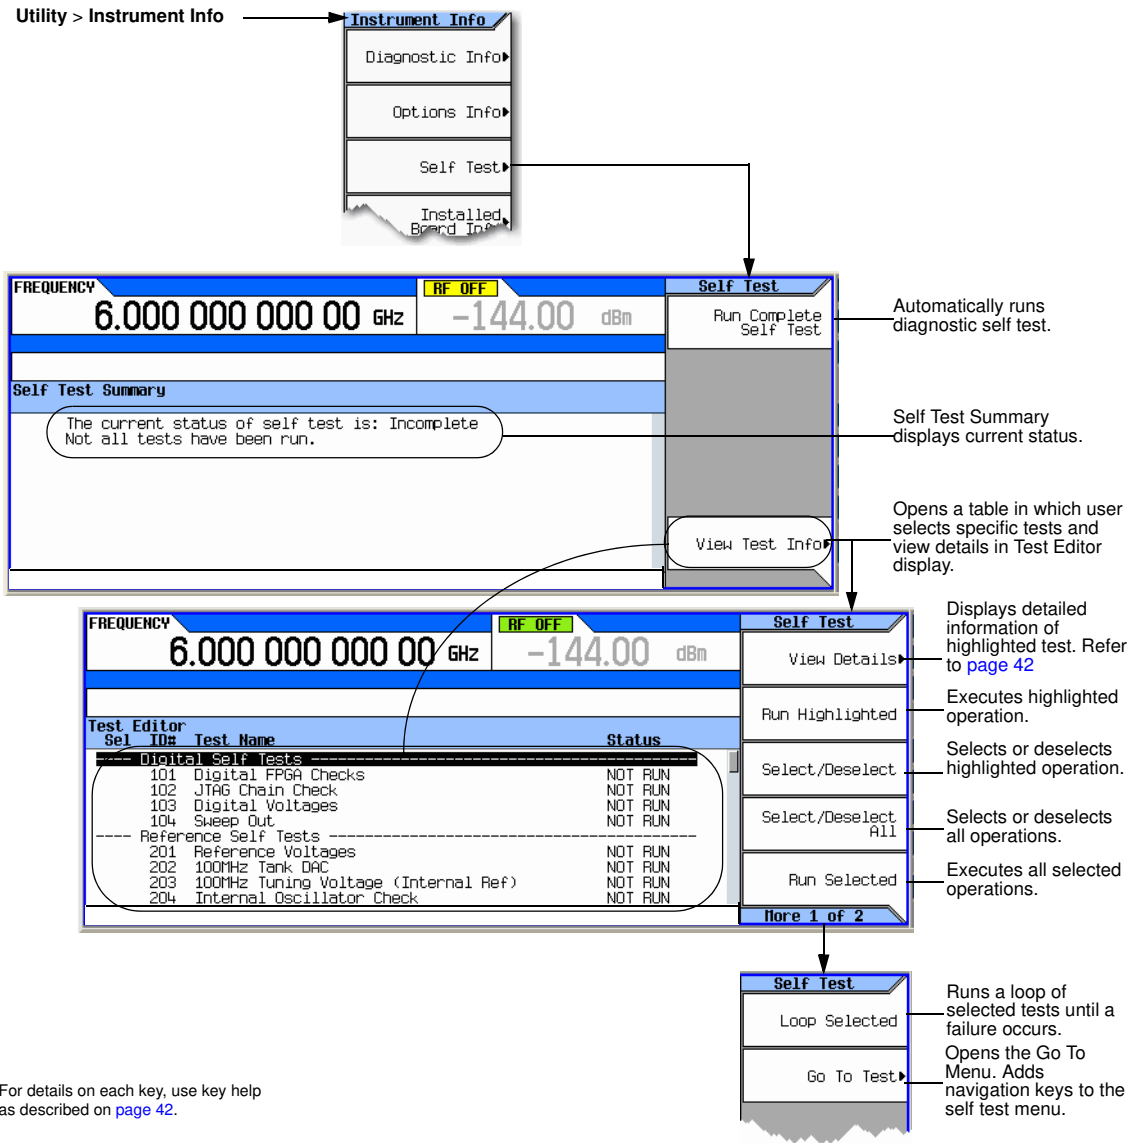 Utility > Instrument Info
Instrument Info
Diagnostic Info
Options Info
Self Test
Installed
Board Info
FREQUENCY
6.000 000 000 00 GHz
RF OFF
-144.00 dBm
Self Test Summary
The current status of self test is: Incomplete
Not all tests have been run.
Self Test
Run Complete
Self Test
View Test Info
Automatically runs
diagnostic self test.
Self Test Summary
displays current status.
Opens a table in which user
selects specific tests and
view details in Test Editor
display.
FREQUENCY
6.000 000 000 00 GHz
RF OFF
-144.00 dBm
Test Editor
Sel ID# Test Name Status
---- Digital Self Tests ----
101 Digital FPGA Checks NOT RUN
102 JTAG Chain Check NOT RUN
103 Digital Voltages NOT RUN
104 Sweep Out NOT RUN
---- Reference Self Tests ----
201 Reference Voltages NOT RUN
202 100MHz Tank DAC NOT RUN
203 100MHz Tuning Voltage (Internal Ref) NOT RUN
204 Internal Oscillator Check NOT RUN
Self Test
View Details
Run Highlighted
Select/Deselect
Select/Deselect
All
Run Selected
More 1 of 2
Displays detailed
information of
highlighted test. Refer
to page 42
Executes highlighted
operation.
Selects or deselects
highlighted operation.
Selects or deselects
all operations.
Executes all selected
operations.
Self Test
Loop Selected
Go To Test
Runs a loop of
selected tests until a
failure occurs.
Opens the Go To
Menu. Adds
navigation keys to the
self test menu.
For details on each key, use key help
as described on page 42.